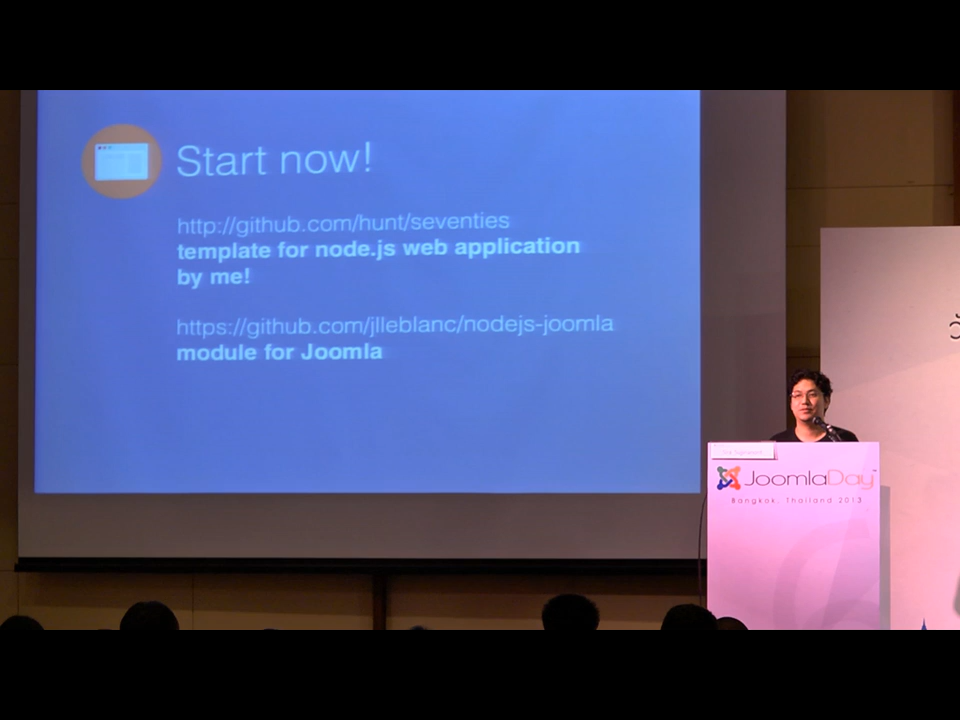 Start now!
http://github.com/hunt/seventies
template for node.js web application
by me!
https://github.com/jlleblanc/nodejs-joomla
module for Joomla
JoomlaDay™
Bangkok, Thailand 2013